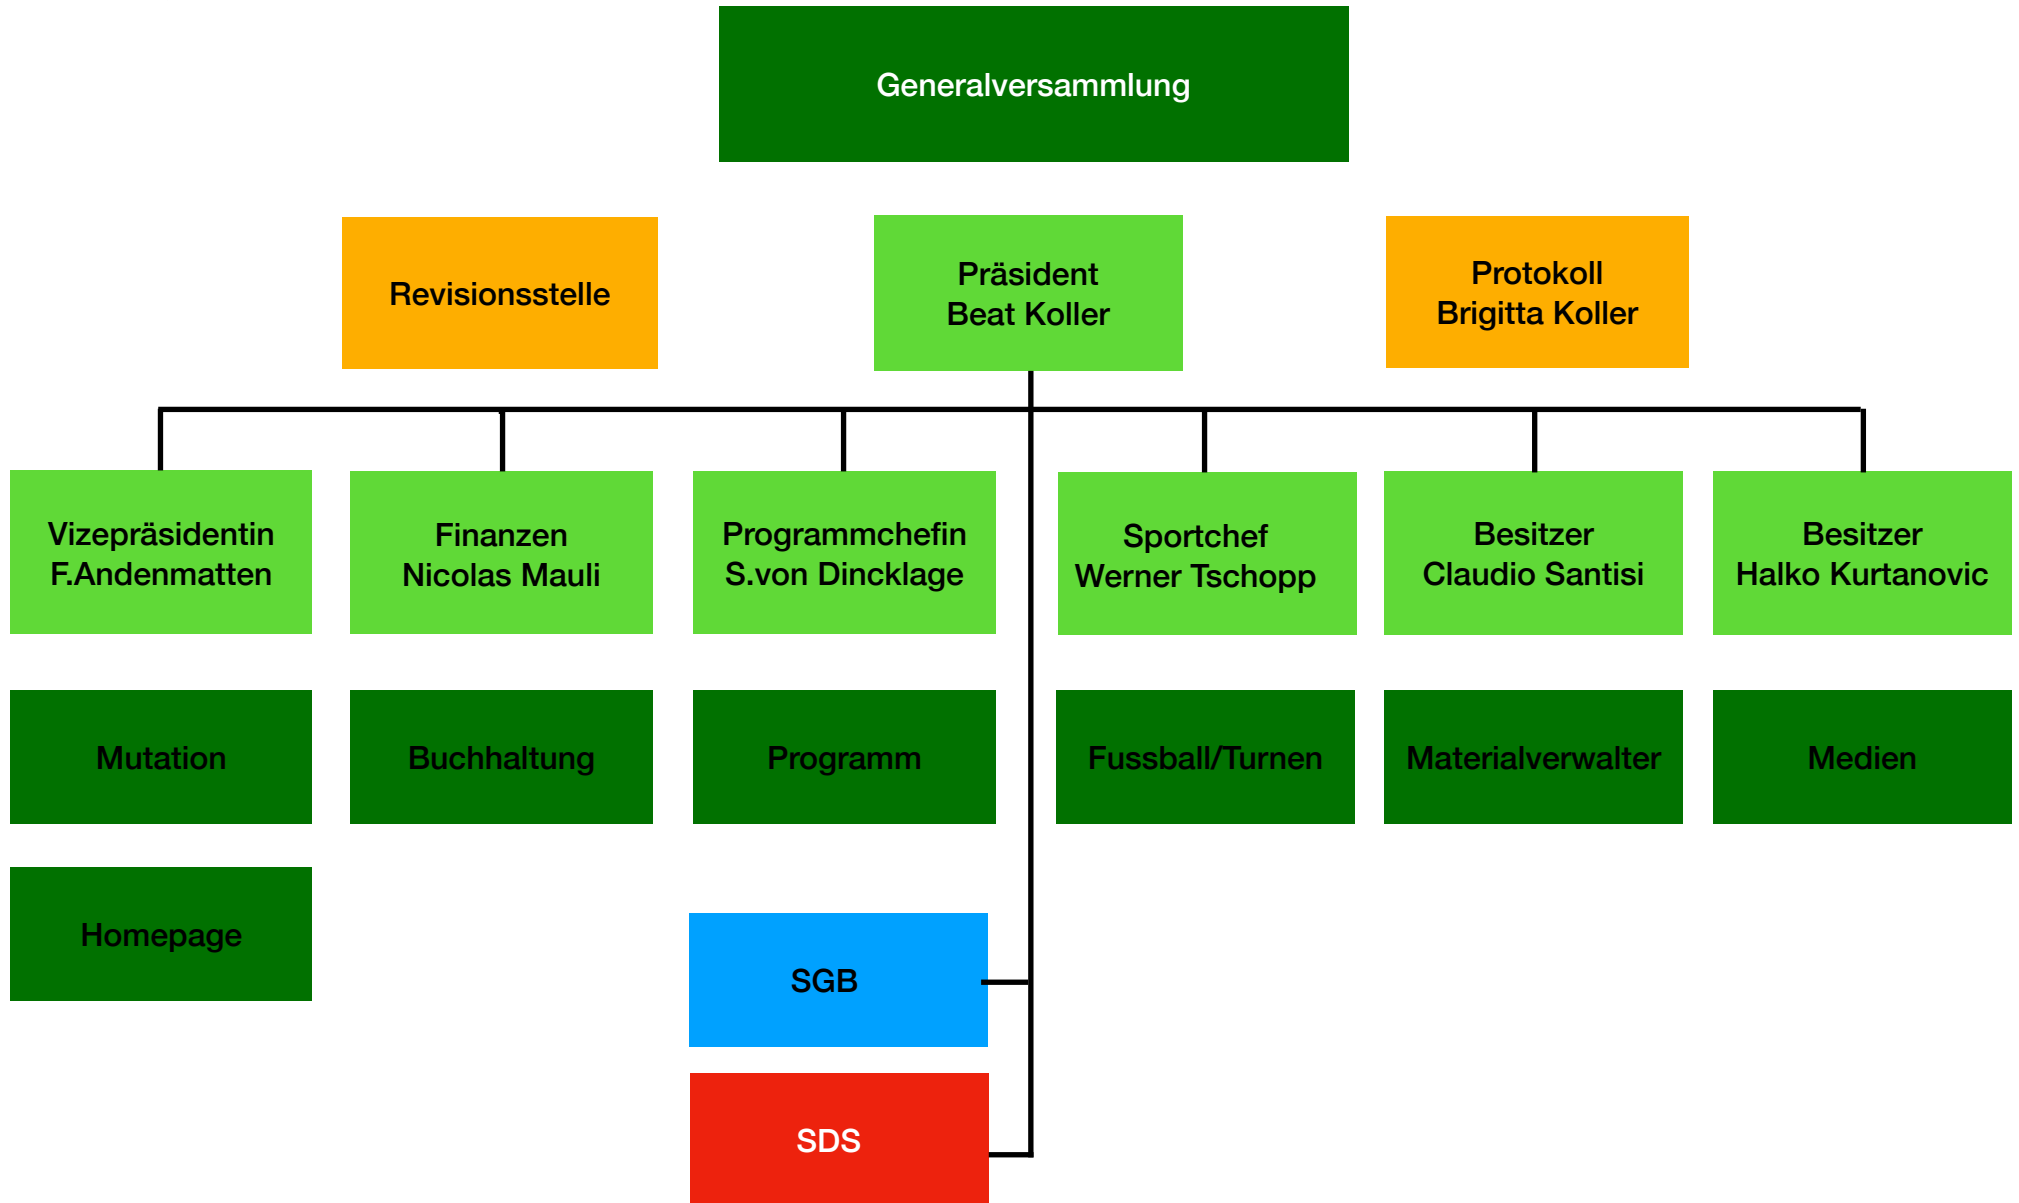 Generalversammlung
Revisionsstelle
Präsident
Beat Koller
Protokoll
Brigitta Koller
Vizepräsidentin
F.Andenmatten
Finanzen
Nicolas Mauli
Programmchefin
S.von Dincklage
Sportchef
Werner Tschopp
Besitzer
Claudio Santisi
Besitzer
Halko Kurtanovic
Mutation
Buchhaltung
Programm
Fussball/Turnen
Materialverwalter
Medien
Homepage
SGB
SDS